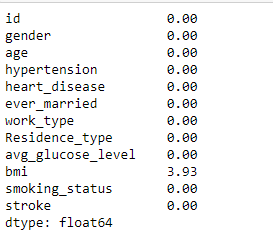 id 0.00
gender 0.00
age 0.00
hypertension 0.00
heart_disease 0.00
ever_married 0.00
work_type 0.00
Residence_type 0.00
avg_glucose_level 0.00
bmi 3.93
smoking_status 0.00
stroke 0.00
dtype: float64